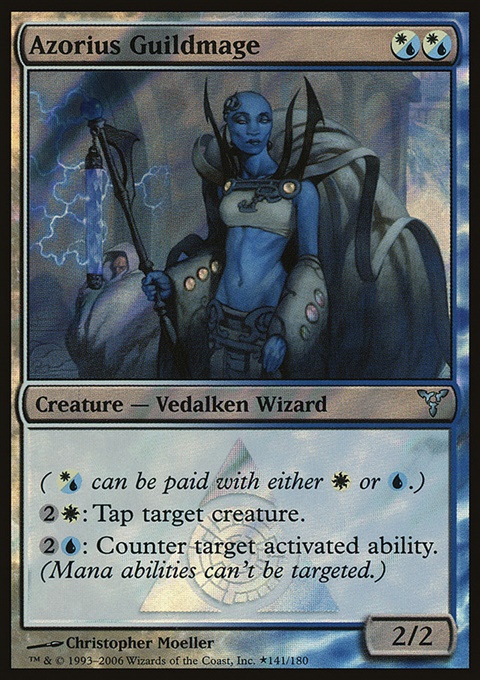 Azorius Guildmage
Creature — Vedalken Wizard
( can be paid with either or .)
2 : Tap target creature.
2 : Counter target activated ability.
(Mana abilities can't be targeted.)
Christopher Moeller
2/2
™ & © 1993–2006 Wizards of the Coast, Inc. ★141/180